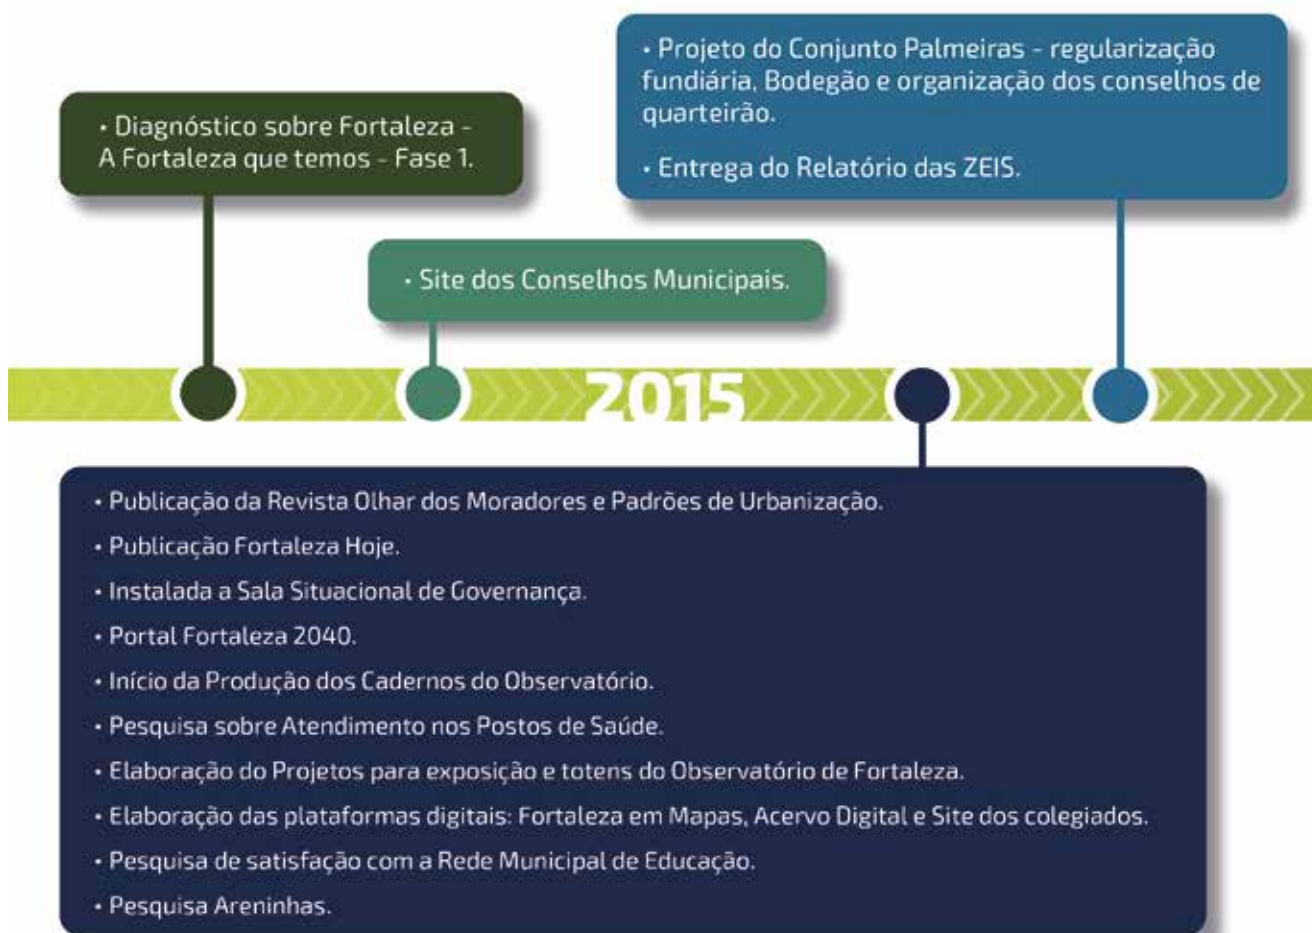 • Diagnóstico sobre Fortaleza -
A Fortaleza que temos - Fase 1.
• Projeto do Conjunto Palmeiras - regularização
fundiária, Bodegão e organização dos conselhos de
quarteirão.
• Entrega do Relatório das ZEIS.
• Site dos Conselhos Municipais.
2015
• Publicação da Revista Olhar dos Moradores e Padrões de Urbanização.
• Publicação Fortaleza Hoje.
• Instalada a Sala Situacional de Governança.
• Portal Fortaleza 2040.
• Início da Produção dos Cadernos do Observatório.
• Pesquisa sobre Atendimento nos Postos de Saúde.
• Elaboração do Projetos para exposição e totens do Observatório de Fortaleza.
• Elaboração das plataformas digitais: Fortaleza em Mapas, Acervo Digital e Site dos colegiados.
• Pesquisa de satisfação com a Rede Municipal de Educação.
• Pesquisa Areninhas.